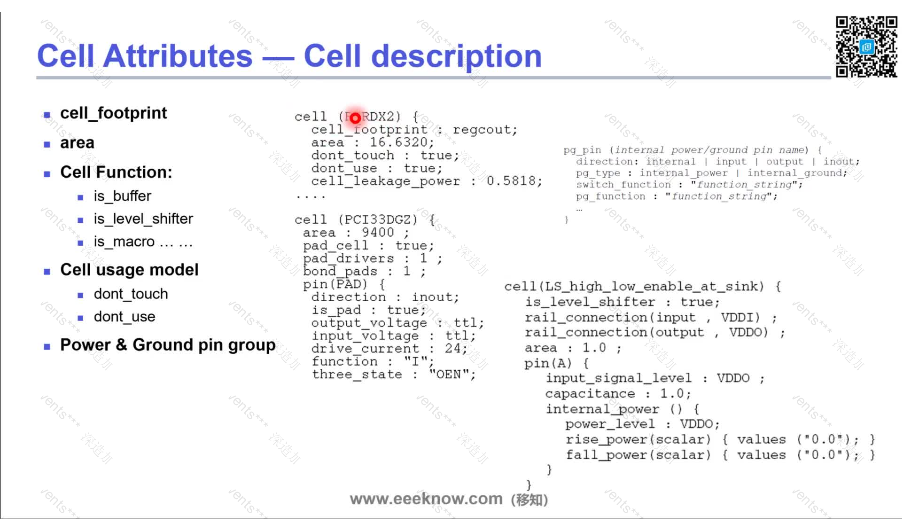 Cell Attributes — Cell description
cell_footprint
area
Cell Function:
is_buffer
is_level_shifter
is_macro … …
Cell usage model
dont_touch
dont_use
Power & Ground pin group
cell (RDX2) {
cell_footprint : regcout;
area : 16.6320;
dont_touch : true;
dont_use : true;
cell_leakage_power : 0.5818;
....
cell (PCI33DGZ) {
area : 9400 ;
pad_cell : true;
pad_drivers : 1 ;
bond_pads : 1 ;
pin(PAD) {
direction : inout;
is_pad : true;
output_voltage : ttl;
input_voltage : ttl;
drive_current : 24;
function : "I";
three_state : "OEN";
pg_pin (internal power/ground pin name) {
direction: internal | input | output | inout;
pg_type : internal_power | internal_ground;
switch_function : "function_string";
pg_function : "function_string";
…
}
cell(LS_high_low_enable_at_sink) {
is_level_shifter : true;
rail_connection(input , VDDI) ;
rail_connection(output , VDDO) ;
area : 1.0 ;
pin(A) {
input_signal_level : VDDO ;
capacitance : 1.0;
internal_power () {
power_level : VDDO;
rise_power(scalar) { values ("0.0"); }
fall_power(scalar) { values ("0.0"); }
}
}
www.eeeknow.com (移知)